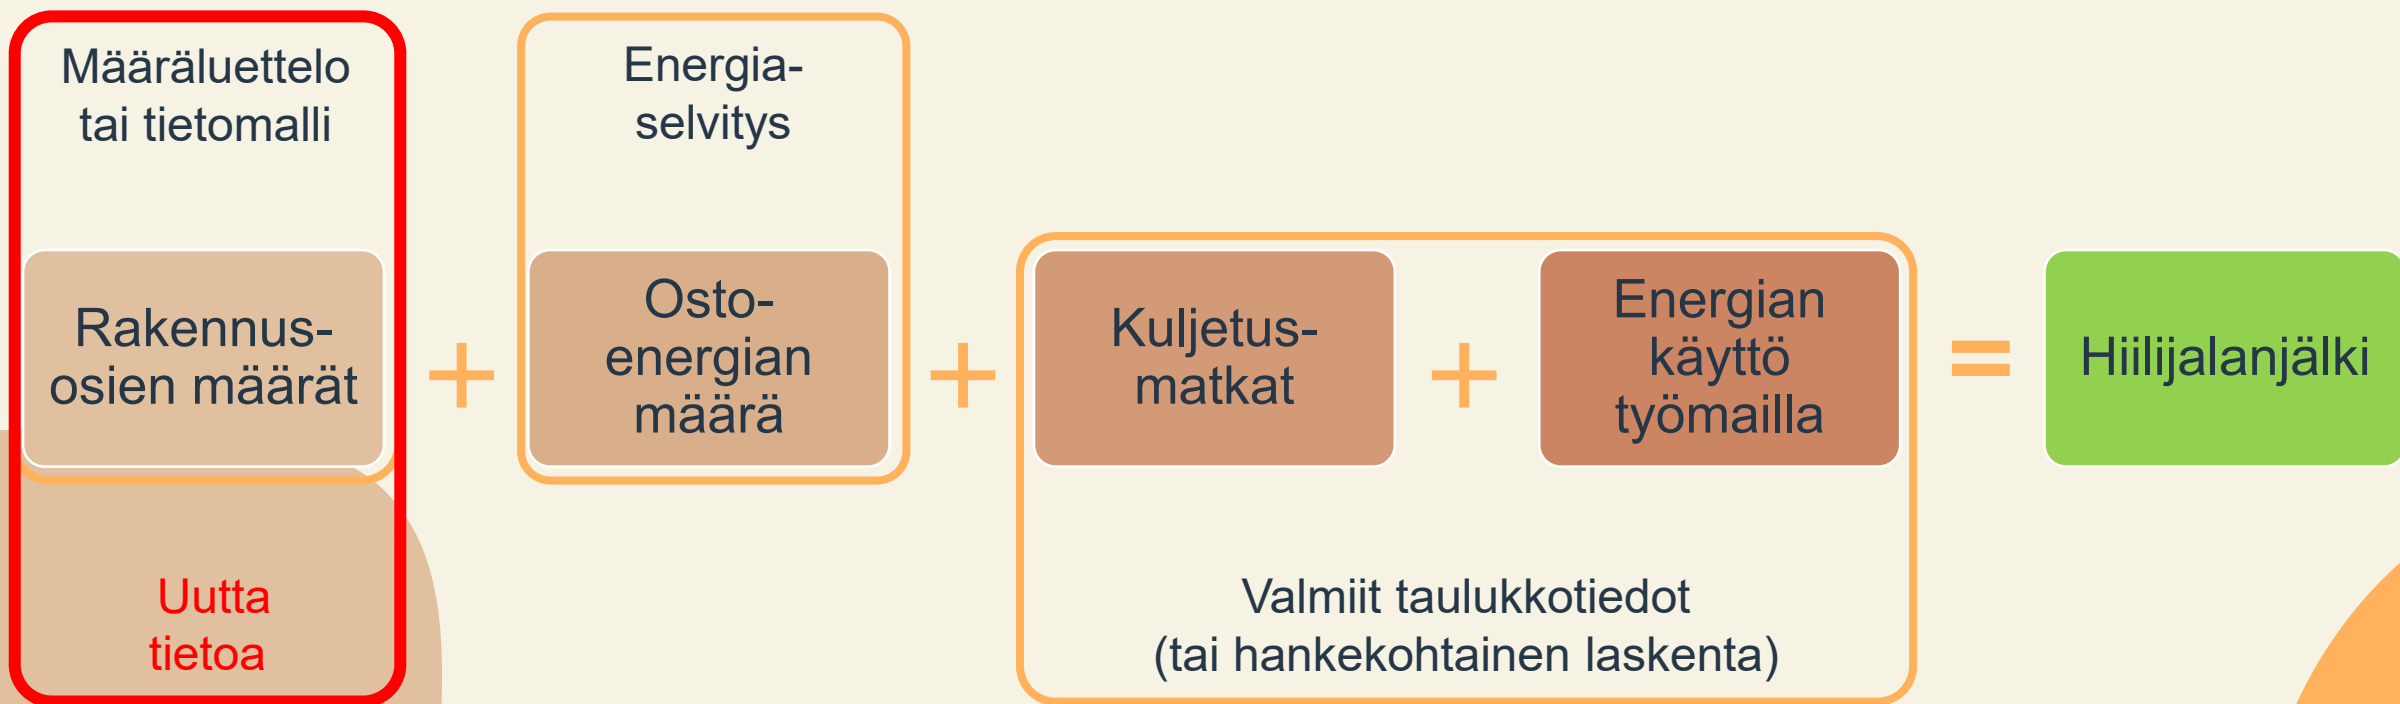 Määräluettelo
tai tietomalli
Rakennus-
osien määrät
Uutta
tietoa
+
Energia-
selvitys
Osto-
energian
määrä
+
Kuljetus-
matkat
+
Energian
käyttö
työmailla
Valmiit taulukkotiedot
(tai hankekohtainen laskenta)
=
Hiilijalanjälki